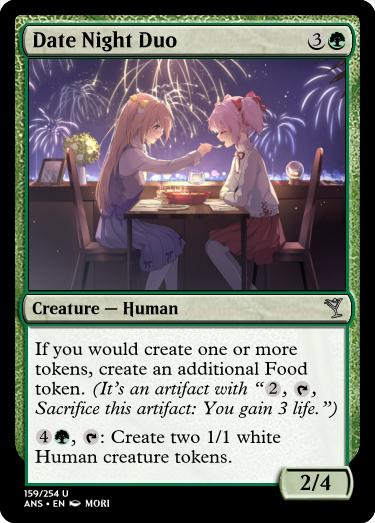 Date Night Duo 3
Creature — Human
If you would create one or more
tokens, create an additional Food
token. (It's an artifact with “2, ,
Sacrifice this artifact: You gain 3 life.”)
4 , : Create two 1/1 white
Human creature tokens.
2/4
159/254 U
ANS • EN MORI